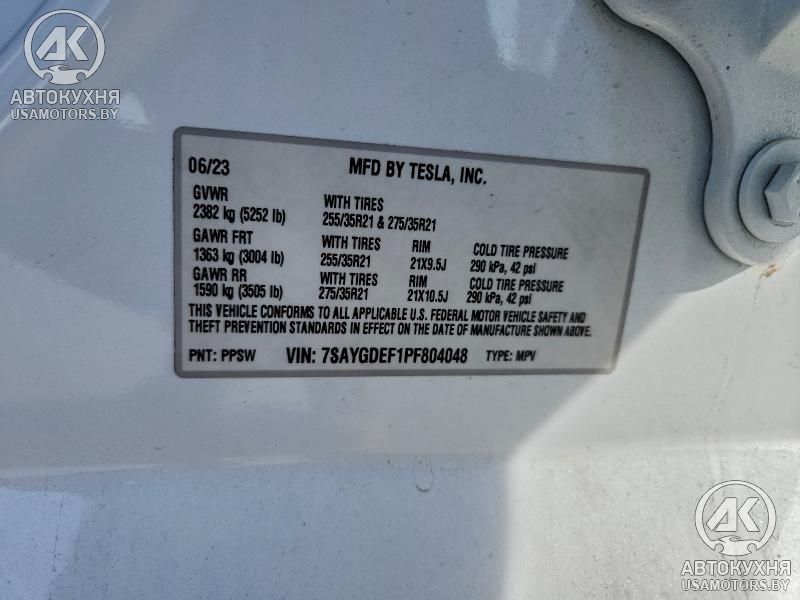 АК
АВТОКУХНЯ
USAMOTORS.BY
06/23 MFD BY TESLA, INC.
GVWR WITH TIRES
2382 kg (5252 lb) 255/35R21 & 275/35R21
GAWR FRT WITH TIRES RIM COLD TIRE PRESSURE
1363 kg (3004 lb) 255/35R21 21X9.5J 290 kPa, 42 psi
GAWR RR WITH TIRES RIM COLD TIRE PRESSURE
1590 kg (3505 lb) 275/35R21 21X10.5J 290 kPa, 42 psi
THIS VEHICLE CONFORMS TO ALL APPLICABLE U.S. FEDERAL MOTOR VEHICLE SAFETY AND
THEFT PREVENTION STANDARDS IN EFFECT ON THE DATE OF MANUFACTURE SHOWN ABOVE.
PNT: PPSW VIN: 7SAYGDEF1PF804048 TYPE: MPV
АК
АВТОКУХНЯ
USAMOTORS.BY